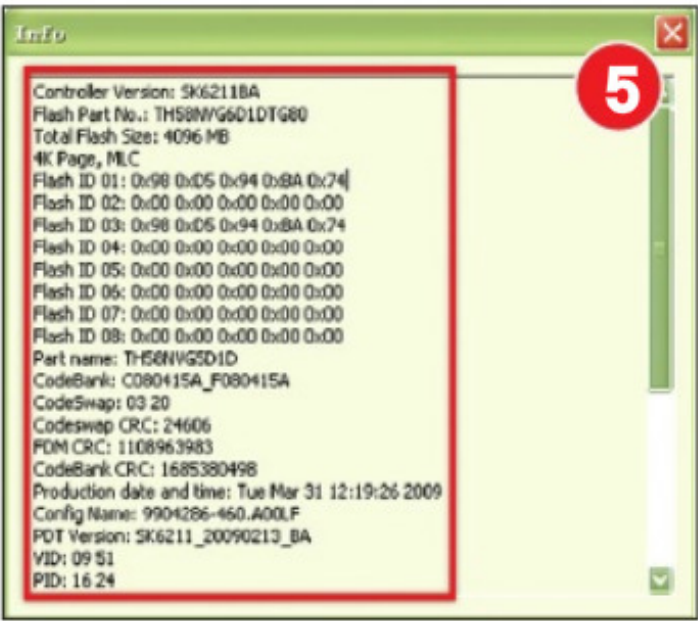 Info
5
Controller Version: SK6211BA
Flash Part No.: TH58NVG6D1DTG80
Total Flash Size: 4096 MB
4K Page, MLC
Flash ID 01: 0x98 0xD5 0x94 0xBA 0x74
Flash ID 02: 0x00 0x00 0x00 0x00 0x00
Flash ID 03: 0x98 0xD5 0x94 0xBA 0x74
Flash ID 04: 0x00 0x00 0x00 0x00 0x00
Flash ID 05: 0x00 0x00 0x00 0x00 0x00
Flash ID 06: 0x00 0x00 0x00 0x00 0x00
Flash ID 07: 0x00 0x00 0x00 0x00 0x00
Flash ID 08: 0x00 0x00 0x00 0x00 0x00
Part name: TH58NVG5D1D
CodeBank: C080415A_F080415A
CodeSwap: 03 20
Codeswap CRC: 24606
FDM CRC: 1108963983
CodeBank CRC: 1685380498
Production date and time: Tue Mar 31 12:19:26 2009
Config Name: 9904286-460.A00LF
PDT Version: SK6211_20090213_BA
VID: 09 51
PID: 16 24